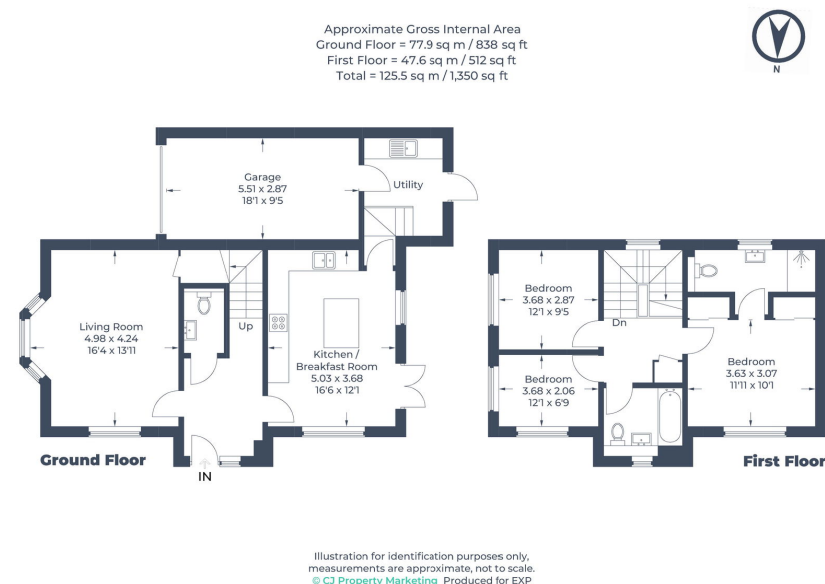 Approximate Gross Internal Area
Ground Floor = 77.9 sq m / 838 sq ft
First Floor = 47.6 sq m / 512 sq ft
Total = 125.5 sq m / 1,350 sq ft
N
Garage
5.51 x 2.87
18'1 x 9'5
Utility
Living Room
4.98 x 4.24
16'4 x 13'11
Up
Kitchen /
Breakfast Room
5.03 x 3.68
16'6 x 12'1
IN
Ground Floor
Bedroom
3.68 x 2.87
12'1 x 9'5
Dn
Bedroom
3.68 x 2.06
12'1 x 6'9
Bedroom
3.63 x 3.07
11'11 x 10'1
First Floor
Illustration for identification purposes only,
measurements are approximate, not to scale.
© CJ Property Marketing Produced for EXP